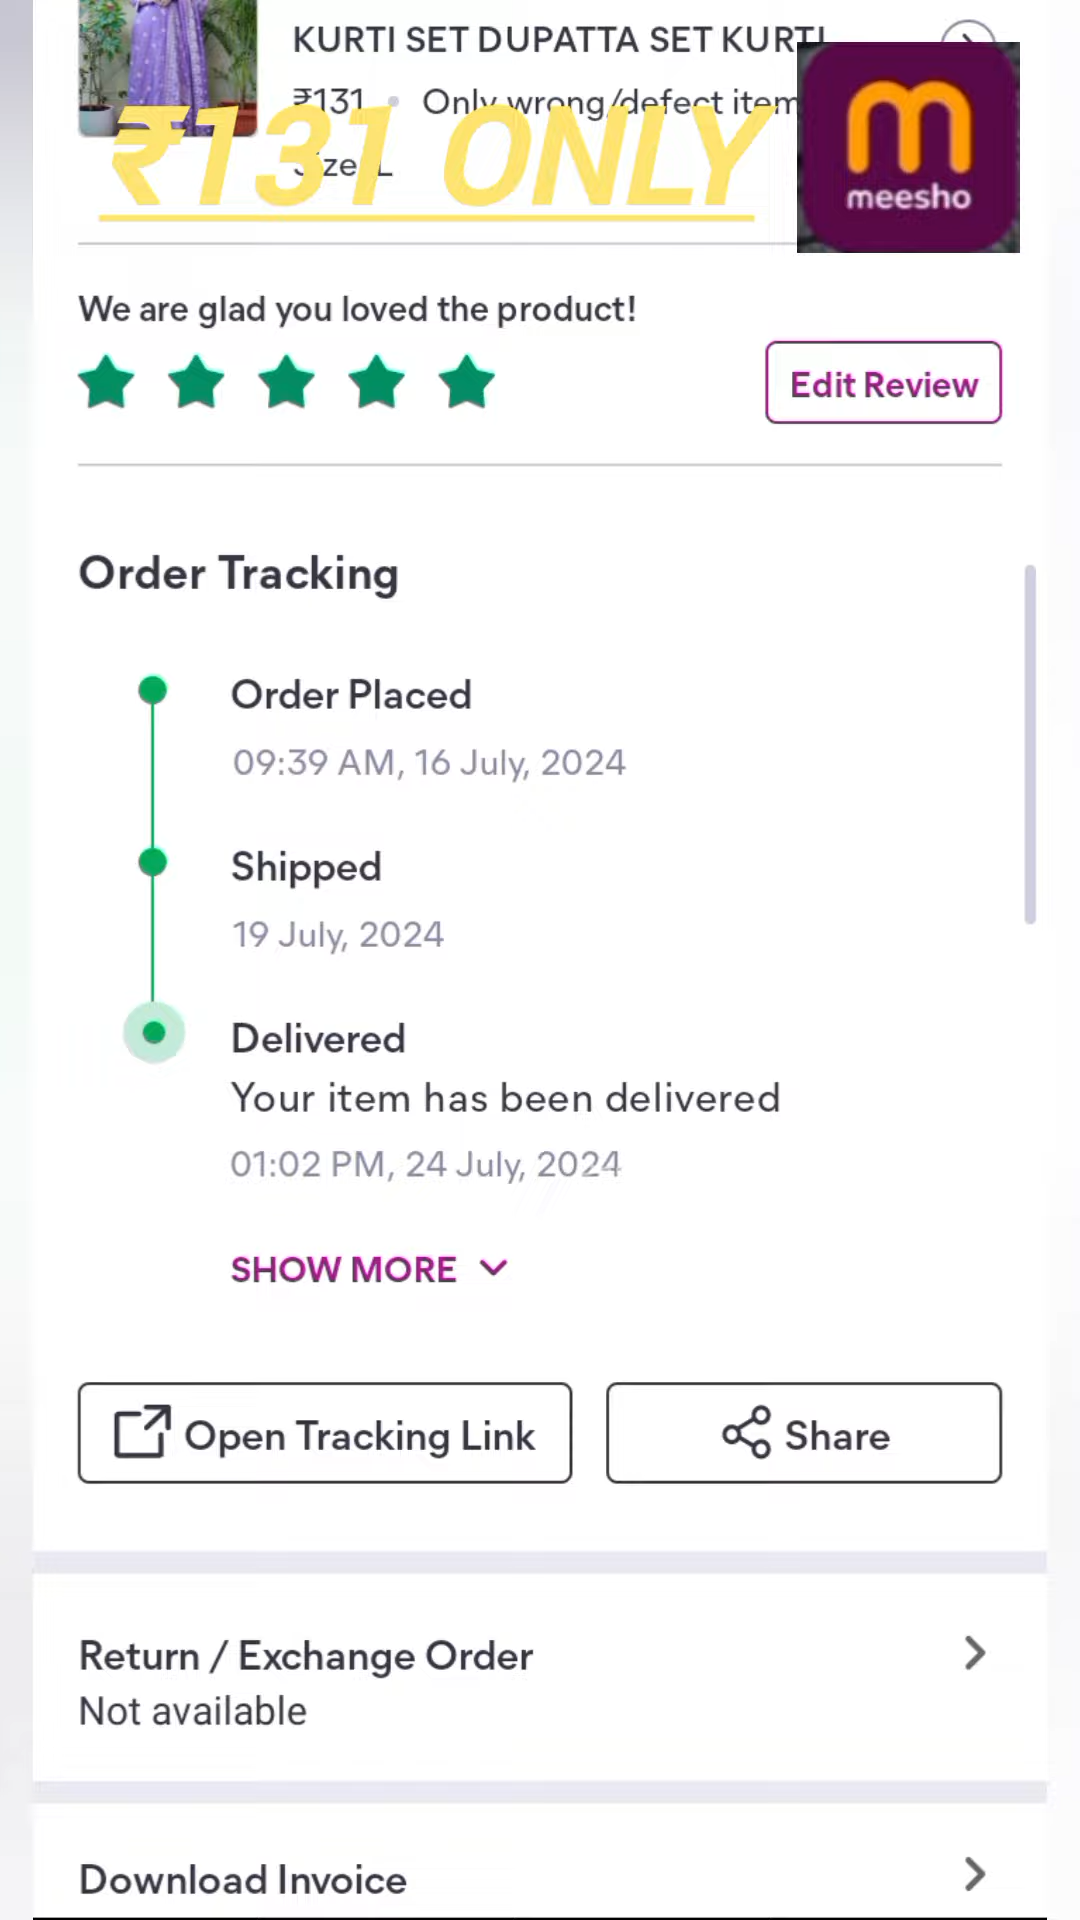 KURTI SET DUPATTA SET KURTI
₹131 • Only wrong/defect item
Size L
₹131 ONLY
meesho
We are glad you loved the product!
Edit Review
Order Tracking
Order Placed
09:39 AM, 16 July, 2024
Shipped
19 July, 2024
Delivered
Your item has been delivered
01:02 PM, 24 July, 2024
SHOW MORE
Open Tracking Link
Share
Return / Exchange Order
Not available
Download Invoice